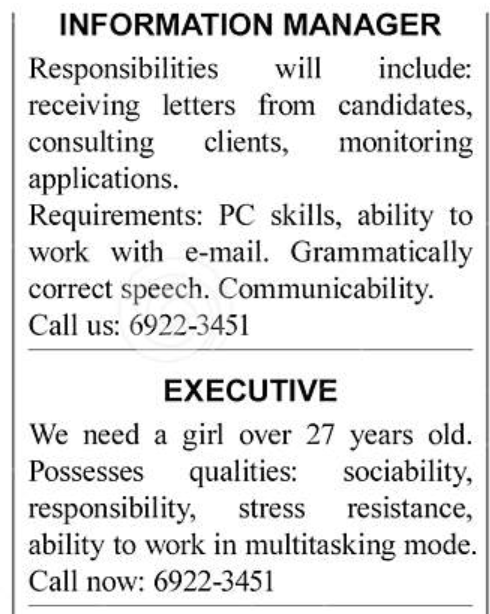 INFORMATION MANAGER
Responsibilities will include:
receiving letters from candidates,
consulting clients, monitoring
applications.
Requirements: PC skills, ability to
work with e-mail. Grammatically
correct speech. Communicability.
Call us: 6922-3451
EXECUTIVE
We need a girl over 27 years old.
Possesses qualities: sociability,
responsibility, stress resistance,
ability to work in multitasking mode.
Call now: 6922-3451